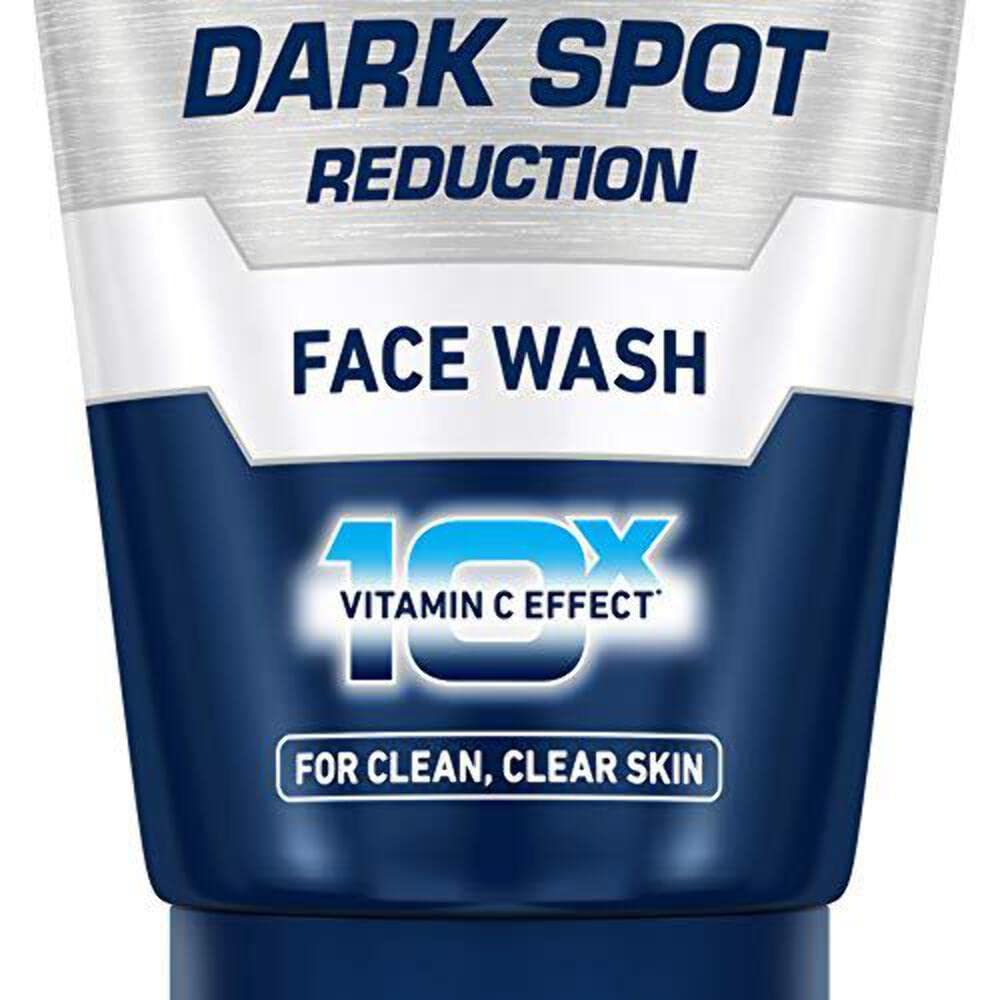 DARK SPOT
REDUCTION
FACE WASH
10X
VITAMIN C EFFECT*
FOR CLEAN, CLEAR SKIN